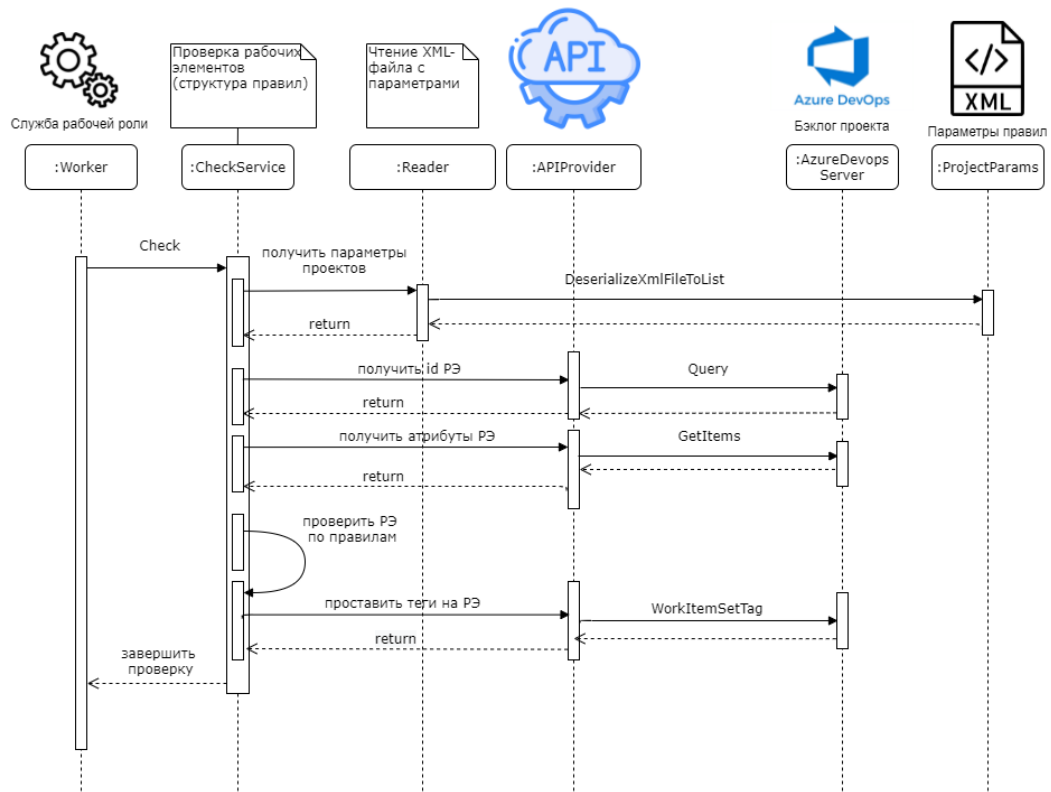 Проверка рабочих
элементов
(структура правил)
Чтение XML-
файла с
параметрами
API
</>
XML
Azure DevOps
Служба рабочей роли
Бэклог проекта
Параметры правил
:Worker
:CheckService
:Reader
:APIProvider
:AzureDevops
Server
:ProjectParams
Check
получить параметры
проектов
DeserializeXmlFileToList
return
получить id РЭ
Query
return
получить атрибуты РЭ
GetItems
return
проверить РЭ
по правилам
проставить теги на РЭ
WorkItemSetTag
return
завершить
проверку